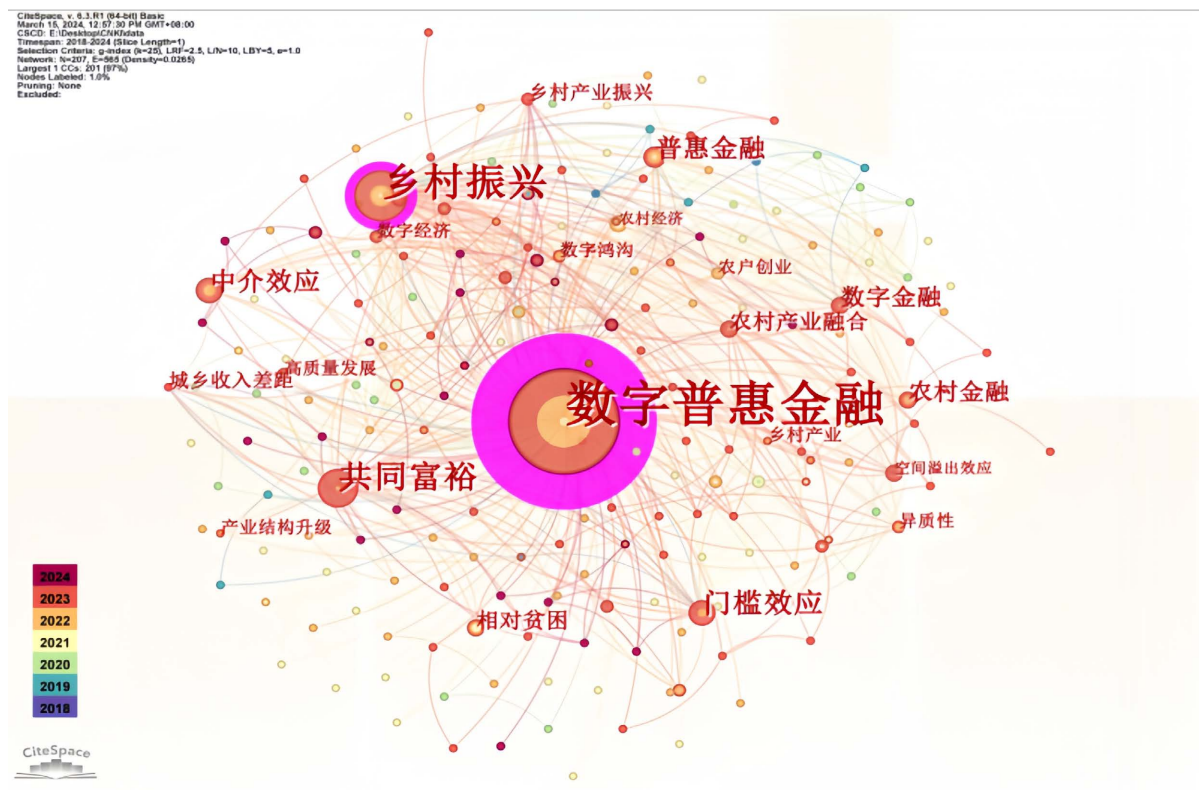 CiteSpace, v. 6.3.R1 (64-bit) Basic
March 15, 2024, 12:57:30 PM GMT+08:00
CSCD: E:\Desktop\CNKI\data
Timespan: 2018-2024 (Slice Length=1)
Selection Criteria: g-index (k=25), LRF=2.5, L/N=10, LBY=5, e=1.0
Network: N=207, E=565 (Density=0.0265)
Largest 1 CCs: 201 (97%)
Nodes Labeled: 1.0%
Pruning: None
Excluded:
乡村产业振兴
普惠金融
乡村振兴
农村经济
数字经济
数字鸿沟
农户创业
中介效应
数字金融
农村产业融合
高质量发展
城乡收入差距
农村金融
数字普惠金融
乡村产业
空间溢出效应
共同富裕
异质性
产业结构升级
门槛效应
相对贫困
2024
2023
2022
2021
2020
2019
2018
CiteSpace